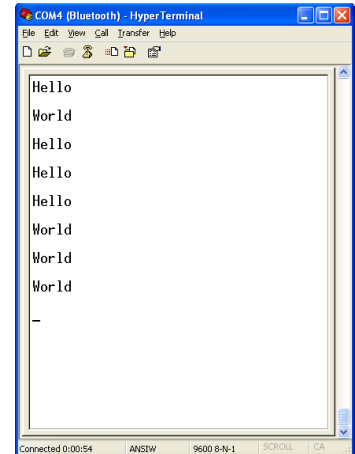 COM4 (Bluetooth) - HyperTerminal
File Edit View Call Transfer Help
Hello
World
Hello
Hello
Hello
World
World
World
_
Connected 0:00:54 ANSIW 9600 8-N-1 SCROLL CA